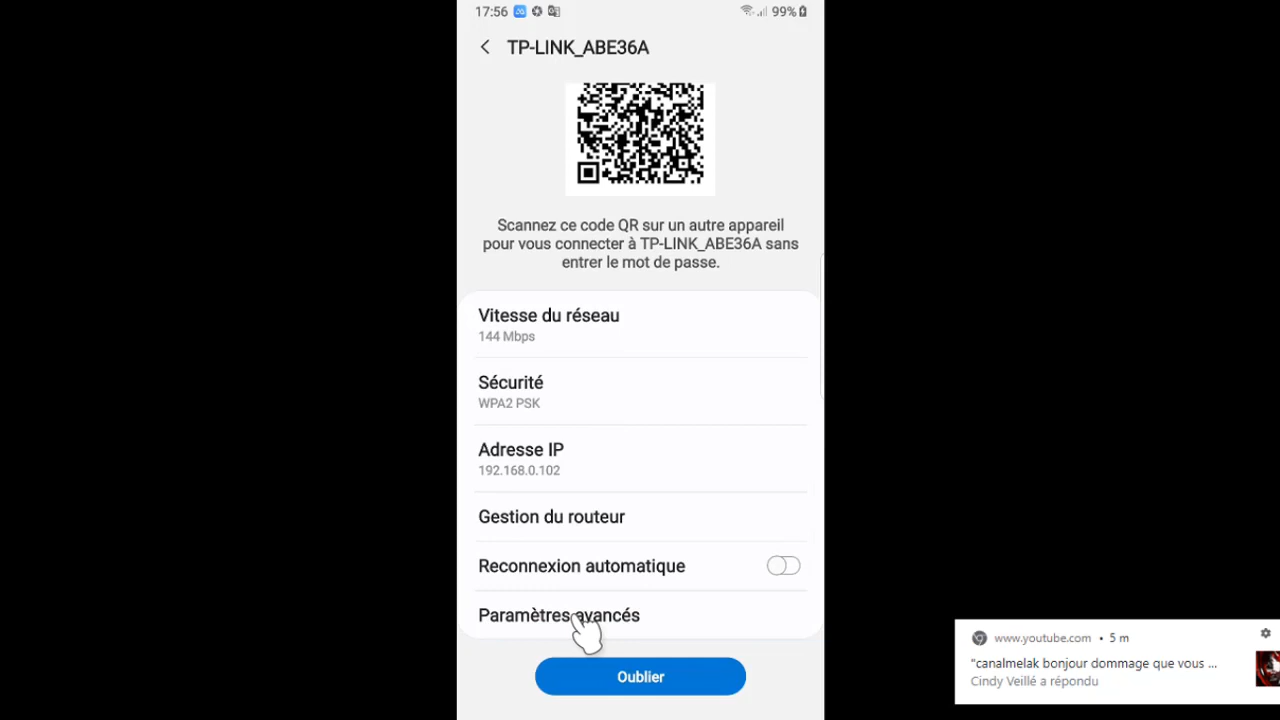 17:56
99%
TP-LINK_ABE36A
Scannez ce code QR sur un autre appareil
pour vous connecter à TP-LINK_ABE36A sans
entrer le mot de passe.
Vitesse du réseau
144 Mbps
Sécurité
WPA2 PSK
Adresse IP
192.168.0.102
Gestion du routeur
Reconnexion automatique
Paramètres avancés
Oublier
www.youtube.com • 5 m
"canalmelak bonjour dommage que vous ...
Cindy Veillé a répondu